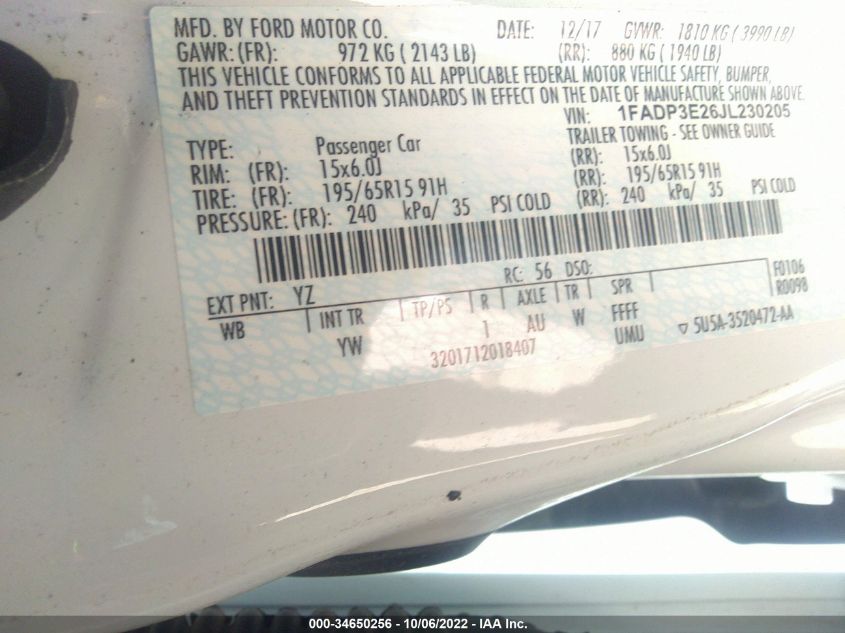 MFD. BY FORD MOTOR CO. DATE: 12/17 GVWR: 1810 KG ( 3990 LB)
GAWR: (FR): 972 KG ( 2143 LB) (RR): 880 KG ( 1940 LB)
THIS VEHICLE CONFORMS TO ALL APPLICABLE FEDERAL MOTOR VEHICLE SAFETY, BUMPER,
AND THEFT PREVENTION STANDARDS IN EFFECT ON THE DATE OF MANUFACTURE SHOWN ABOVE.
VIN: 1FADP3E26JL230205
TYPE: Passenger Car TRAILER TOWING - SEE OWNER GUIDE
RIM: (FR): 15x6.0J (RR): 15x6.0J
TIRE: (FR): 195/65R15 91H (RR): 195/65R15 91H
PRESSURE: (FR): 240 kPa/ 35 PSI COLD (RR): 240 kPa/ 35 PSI COLD
RC: 56 DSO: F0106
EXT PNT: YZ R0098
WB INT TR TP/PS R AXLE TR SPR
YW 1 AU W FFFF
UMU ▽ 5U5A-3520472-AA
3201712018407
000-34650256 - 10/06/2022 - IAA Inc.